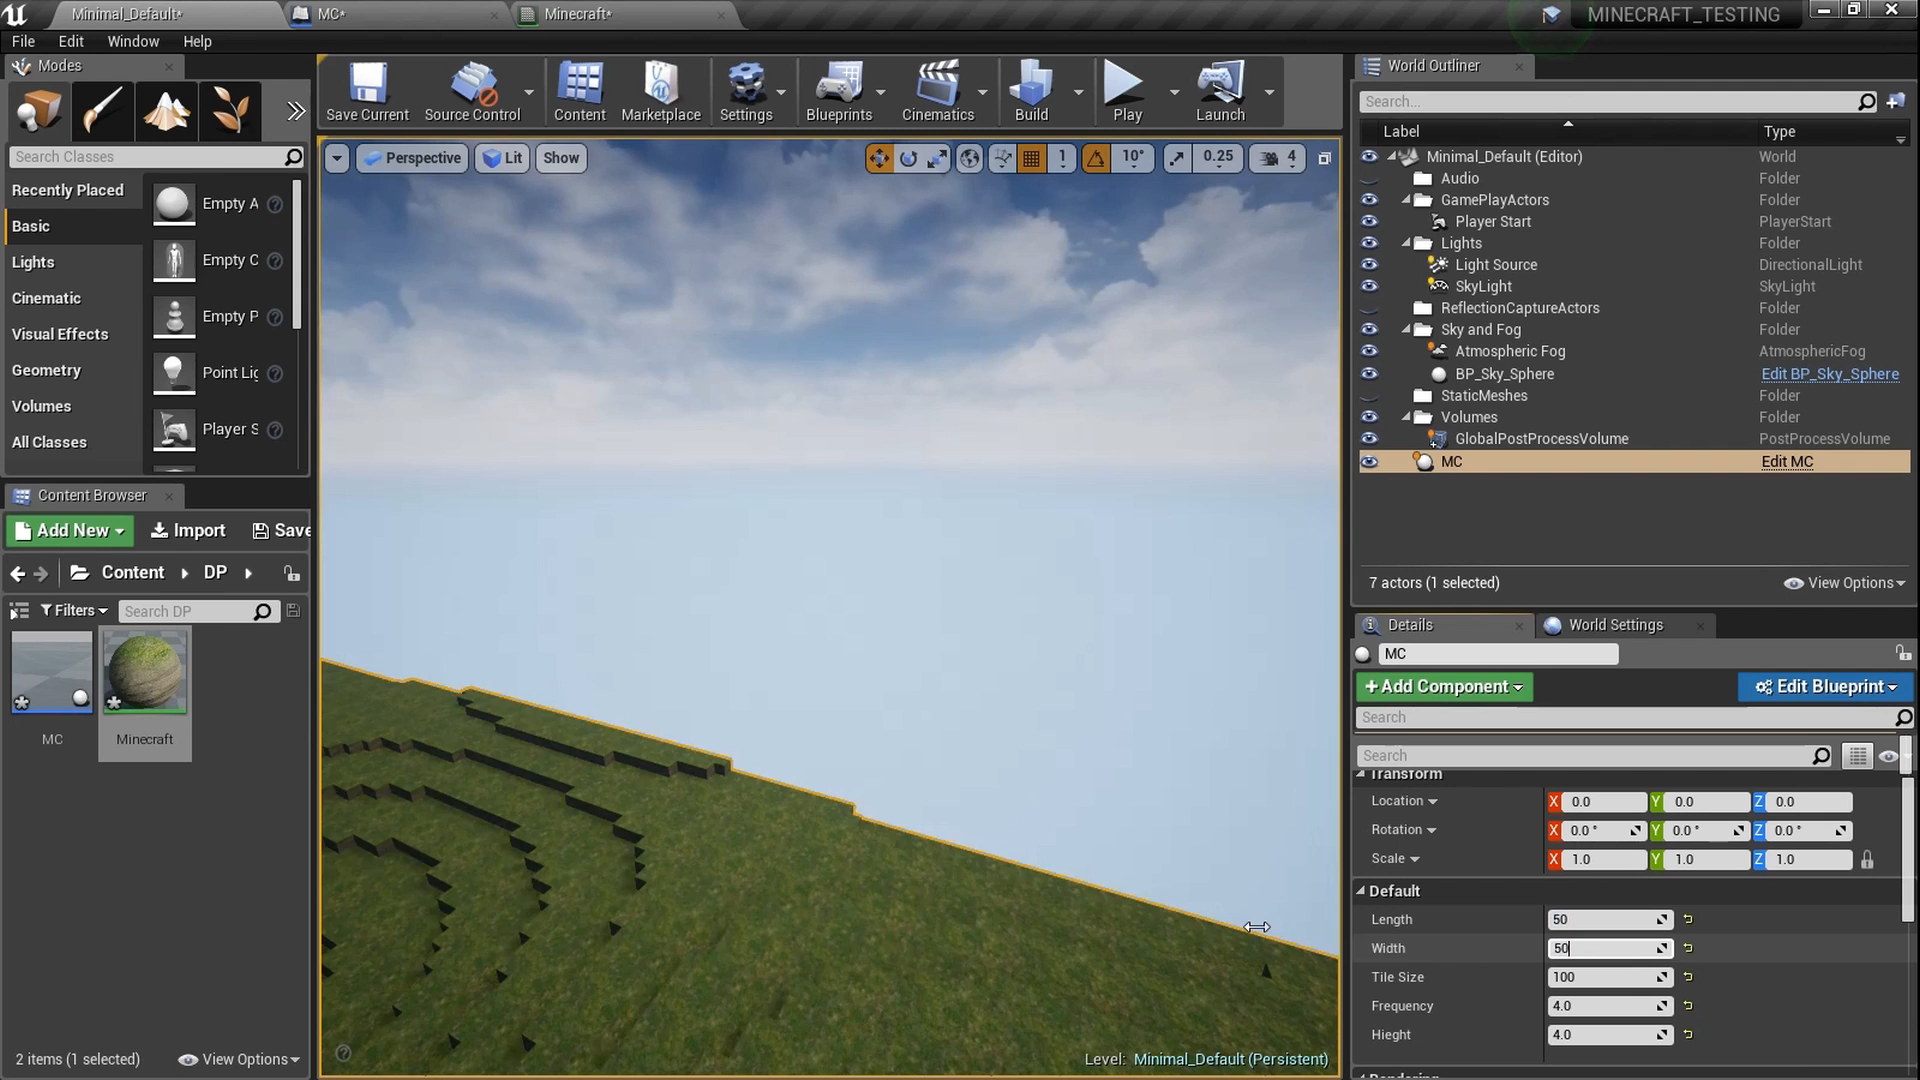 Minimal_Default*
MC*
Minecraft*
MINECRAFT_TESTING
File Edit Window Help
Modes
Search Classes
Recently Placed
Basic
Lights
Cinematic
Visual Effects
Geometry
Volumes
All Classes
Empty A
Empty C
Empty P
Point Lig
Player S
Save Current
Source Control
Content
Marketplace
Settings
Blueprints
Cinematics
Build
Play
Launch
Perspective
Lit
Show
1
10°
0.25
4
Level: Minimal_Default (Persistent)
Content Browser
Add New
Import
Save
Content
DP
Filters
Search DP
MC
Minecraft
2 items (1 selected)
View Options
World Outliner
Search...
Label Type
Minimal_Default (Editor) World
Audio Folder
GamePlayActors Folder
Player Start PlayerStart
Lights Folder
Light Source DirectionalLight
SkyLight SkyLight
ReflectionCaptureActors Folder
Sky and Fog Folder
Atmospheric Fog AtmosphericFog
BP_Sky_Sphere Edit BP_Sky_Sphere
StaticMeshes Folder
Volumes Folder
GlobalPostProcessVolume PostProcessVolume
MC Edit MC
7 actors (1 selected)
View Options
Details
World Settings
MC
+Add Component
Edit Blueprint
Search
Search
Transform
Location X 0.0 Y 0.0 Z 0.0
Rotation X 0.0 ° Y 0.0 ° Z 0.0 °
Scale X 1.0 Y 1.0 Z 1.0
Default
Length 50
Width 50
Tile Size 100
Frequency 4.0
Hieght 4.0